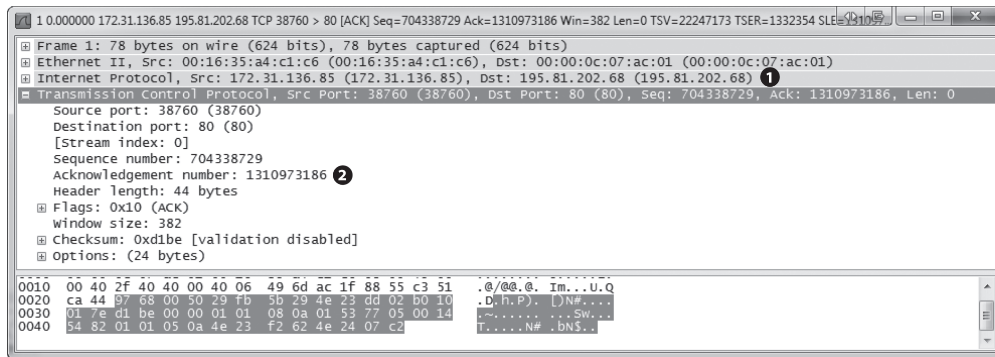 1 0.000000 172.31.136.85 195.81.202.68 TCP 38760 > 80 [ACK] Seq=704338729 Ack=1310973186 Win=382 Len=0 TSV=22247173 TSER=1332354
Frame 1: 78 bytes on wire (624 bits), 78 bytes captured (624 bits)
Ethernet II, Src: 00:16:35:a4:c1:c6 (00:16:35:a4:c1:c6), Dst: 00:00:0c:07:ac:01 (00:00:0c:07:ac:01)
Internet Protocol, Src: 172.31.136.85 (172.31.136.85), Dst: 195.81.202.68 (195.81.202.68) ❶
Transmission Control Protocol, Src Port: 38760 (38760), Dst Port: 80 (80), Seq: 704338729, Ack: 1310973186, Len: 0
Source port: 38760 (38760)
Destination port: 80 (80)
[Stream index: 0]
Sequence number: 704338729
Acknowledgement number: 1310973186 ❷
Header length: 44 bytes
Flags: 0x10 (ACK)
Window size: 382
Checksum: 0xd1be [validation disabled]
Options: (24 bytes)
0010 00 40 2f 40 40 00 40 06 49 6d ac 1f 88 55 c3 51 .@/@@.@. Im...U.Q
0020 ca 44 97 68 00 50 29 fb 5b 29 4e 23 dd 02 b0 10 .D.h.P). [)N#....
0030 01 7e d1 be 00 00 01 01 08 0a 01 53 77 05 00 14 .~...... ...Sw...
0040 54 82 01 01 05 0a 4e 23 f2 62 4e 24 07 c2 T.....N# .bN$..